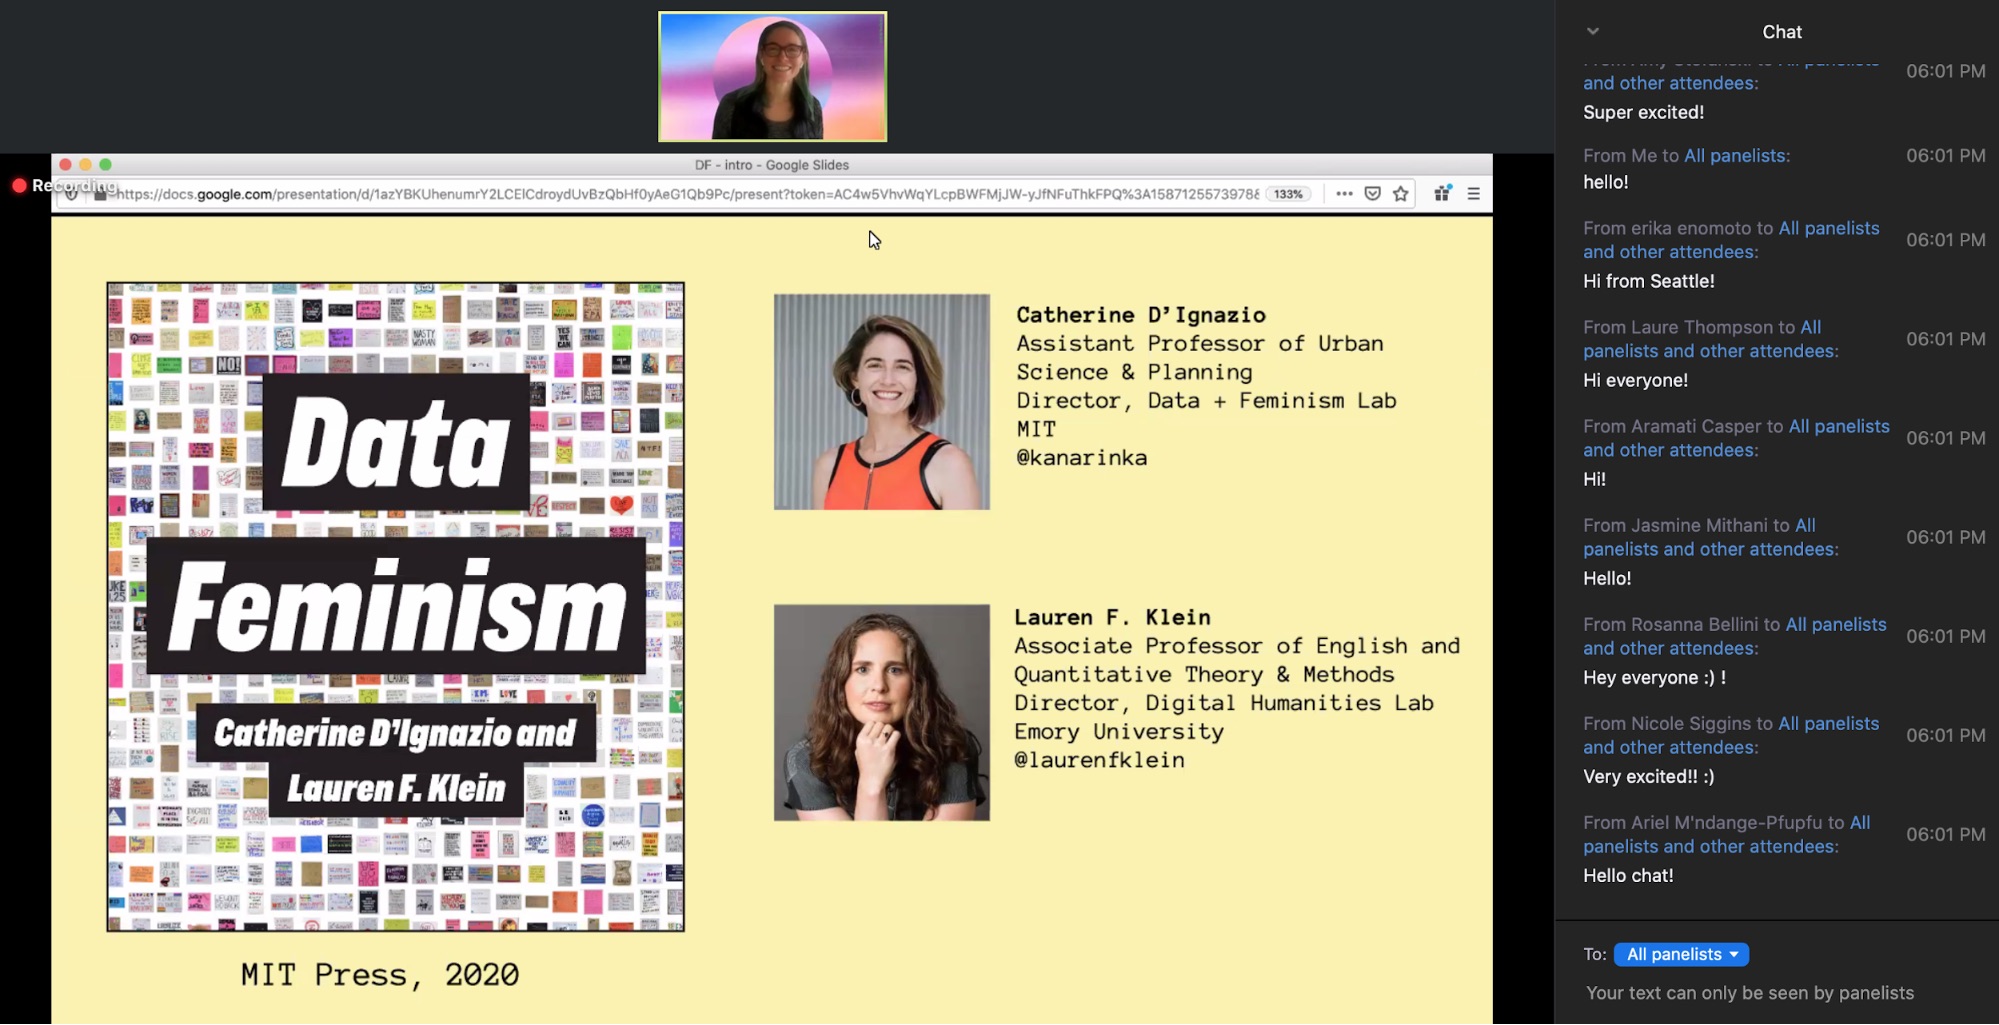 DF - intro - Google Slides
Recording
https://docs.google.com/presentation/d/1azYBKUhenumrY2LCEICdroydUvBzQbHf0yAeG1Qb9Pc/present?token=AC4w5VhvWqYLcpBWFMjJW-yJfNFuThkFPQ%3A1587125573978
133%
NASTY
WOMAN
YES
WE
CAN
NO!
Data
Feminism
LOVE
Catherine D'Ignazio and
Lauren F. Klein
MIT Press, 2020
Catherine D'Ignazio
Assistant Professor of Urban
Science & Planning
Director, Data + Feminism Lab
MIT
@kanarinka
Lauren F. Klein
Associate Professor of English and
Quantitative Theory & Methods
Director, Digital Humanities Lab
Emory University
@laurenfklein
Chat
and other attendees:
06:01 PM
Super excited!
From Me to All panelists:
06:01 PM
hello!
From erika enomoto to All panelists
and other attendees:
06:01 PM
Hi from Seattle!
From Laure Thompson to All
panelists and other attendees:
06:01 PM
Hi everyone!
From Aramati Casper to All panelists
and other attendees:
06:01 PM
Hi!
From Jasmine Mithani to All
panelists and other attendees:
06:01 PM
Hello!
From Rosanna Bellini to All panelists
and other attendees:
06:01 PM
Hey everyone :) !
From Nicole Siggins to All panelists
and other attendees:
06:01 PM
Very excited!! :)
From Ariel M'ndange-Pfupfu to All
panelists and other attendees:
06:01 PM
Hello chat!
To: All panelists
Your text can only be seen by panelists